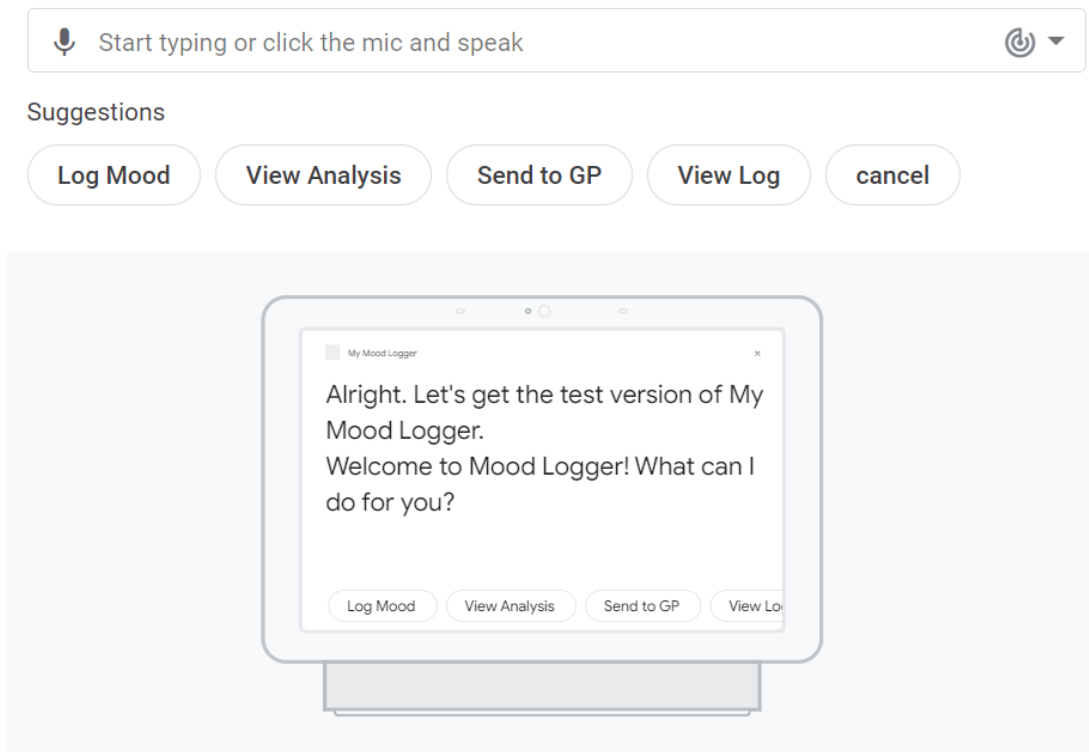 Start typing or click the mic and speak
Suggestions
Log Mood View Analysis Send to GP View Log cancel
My Mood Logger
Alright. Let's get the test version of My
Mood Logger.
Welcome to Mood Logger! What can I
do for you?
Log Mood View Analysis Send to GP View Lo